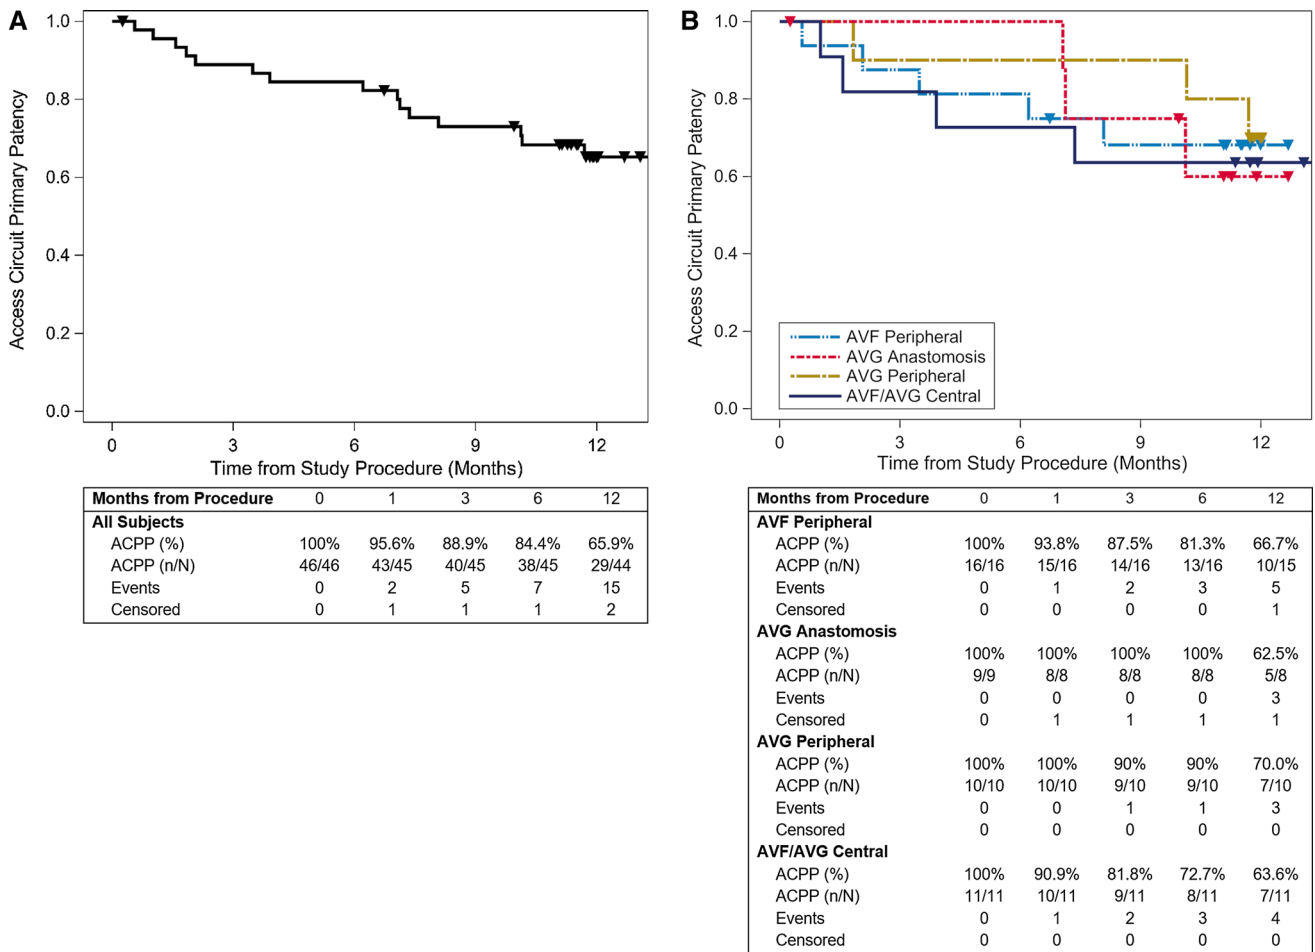 A
Access Circuit Primary Patency
1.0
0.8
0.6
0.4
0.2
0.0
0 3 6 9 12
Time from Study Procedure (Months)
Months from Procedure 0 1 3 6 12
All Subjects
ACPP (%) 100% 95.6% 88.9% 84.4% 65.9%
ACPP (n/N) 46/46 43/45 40/45 38/45 29/44
Events 0 2 5 7 15
Censored 0 1 1 1 2
B
Access Circuit Primary Patency
1.0
0.8
0.6
0.4
0.2
0.0
AVF Peripheral
AVG Anastomosis
AVG Peripheral
AVF/AVG Central
0 3 6 9 12
Time from Study Procedure (Months)
Months from Procedure 0 1 3 6 12
AVF Peripheral
ACPP (%) 100% 93.8% 87.5% 81.3% 66.7%
ACPP (n/N) 16/16 15/16 14/16 13/16 10/15
Events 0 1 2 3 5
Censored 0 0 0 0 1
AVG Anastomosis
ACPP (%) 100% 100% 100% 100% 62.5%
ACPP (n/N) 9/9 8/8 8/8 8/8 5/8
Events 0 0 0 0 3
Censored 0 1 1 1 1
AVG Peripheral
ACPP (%) 100% 100% 90% 90% 70.0%
ACPP (n/N) 10/10 10/10 9/10 9/10 7/10
Events 0 0 1 1 3
Censored 0 0 0 0 0
AVF/AVG Central
ACPP (%) 100% 90.9% 81.8% 72.7% 63.6%
ACPP (n/N) 11/11 10/11 9/11 8/11 7/11
Events 0 1 2 3 4
Censored 0 0 0 0 0